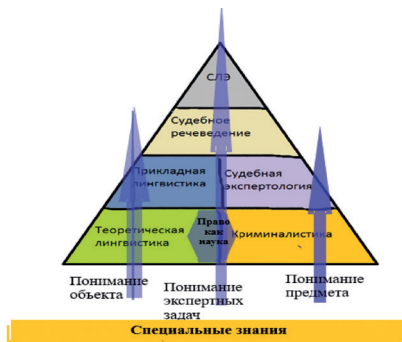 СЛЭ
Судебное
речеведение
Прикладная
лингвистика
Судебная
экспертология
Теоретическая
лингвистика
Право
как
наука
Криминалистика
Понимание
объекта
Понимание
экспертных
задач
Понимание
предмета
Специальные знания